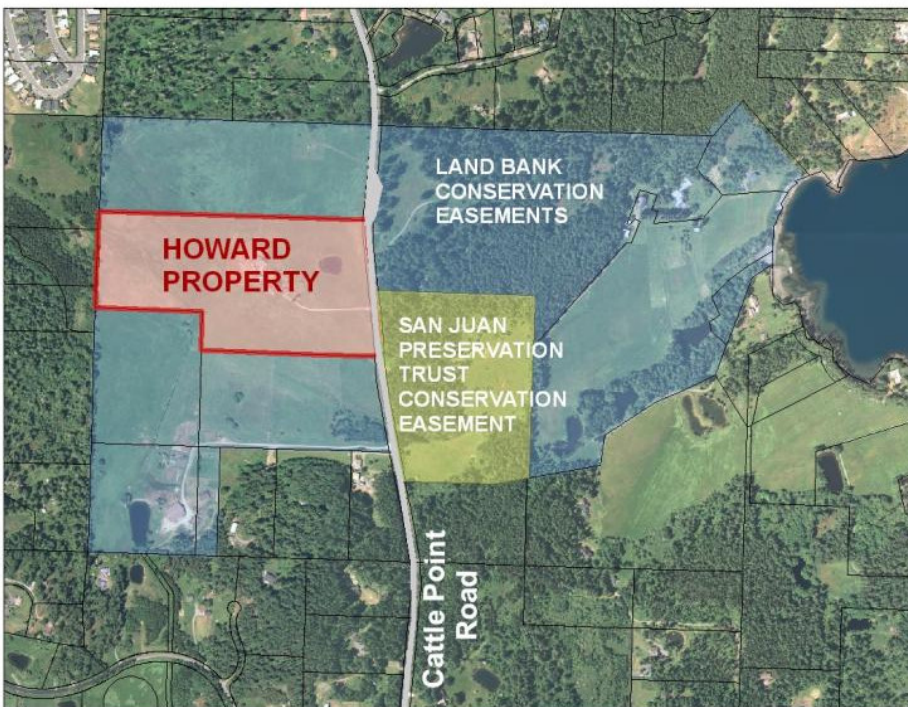 LAND BANK
CONSERVATION
EASEMENTS
HOWARD
PROPERTY
SAN JUAN
PRESERVATION
TRUST
CONSERVATION
EASEMENT
Cattle Point
Road